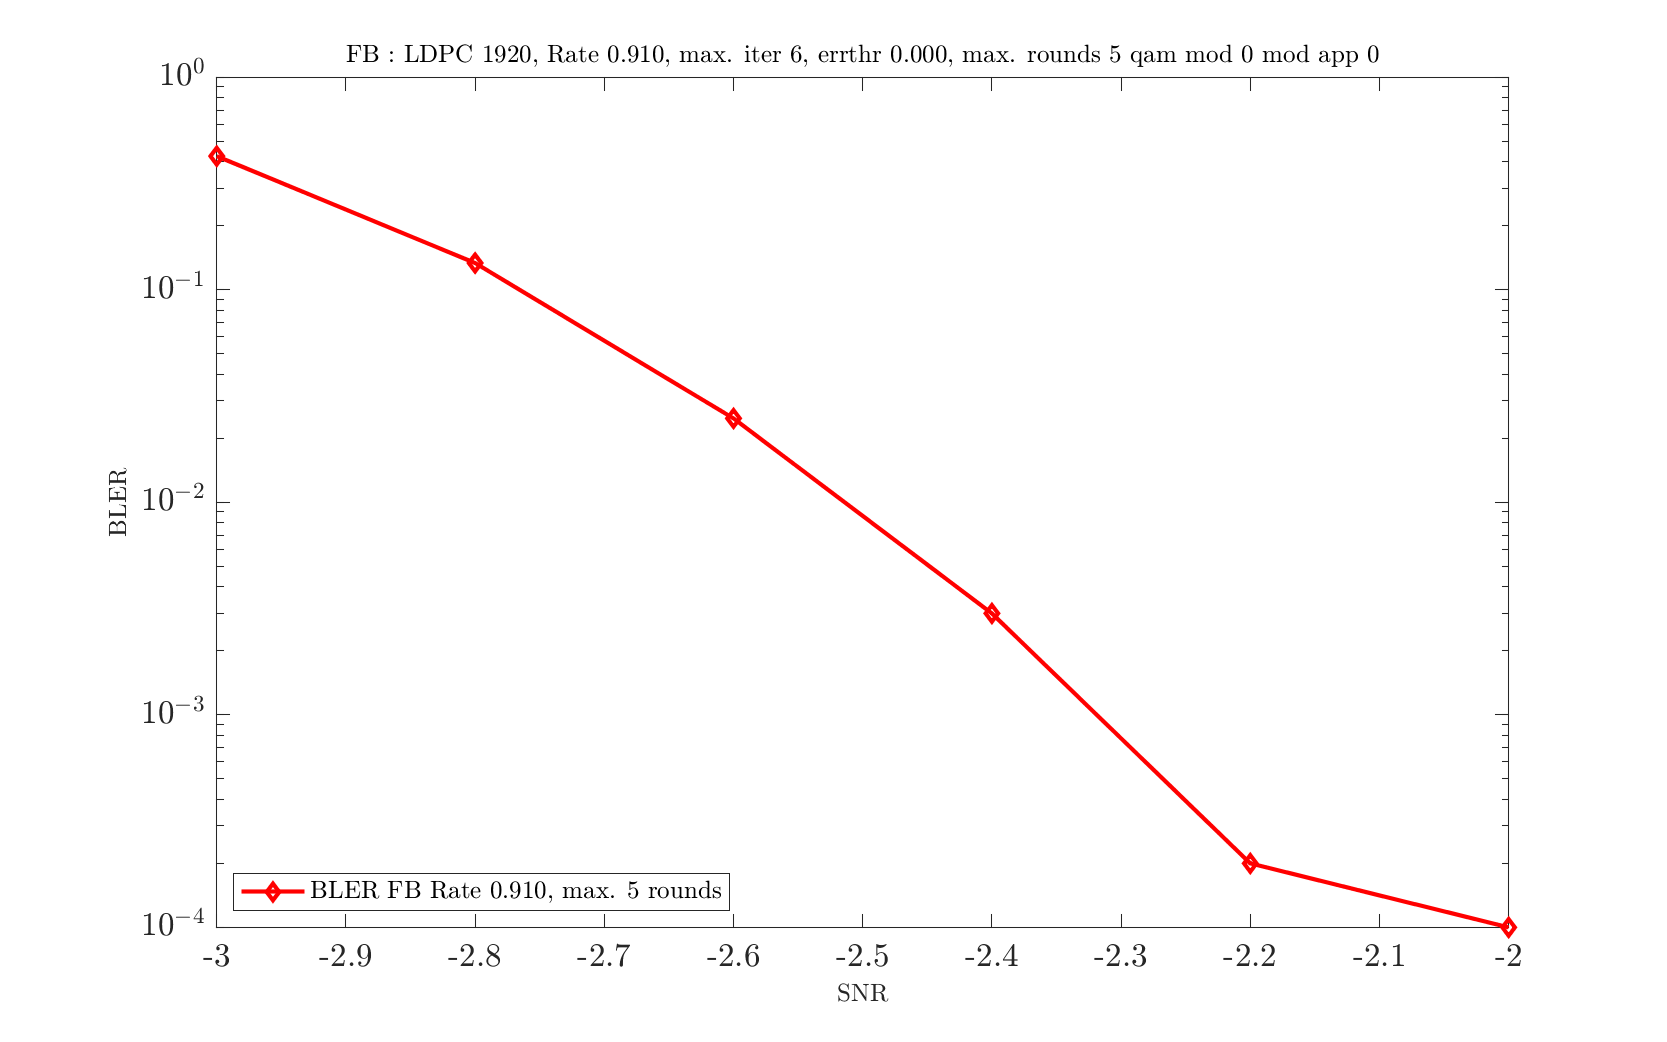 FB : LDPC 1920, Rate 0.910, max. iter 6, errthr 0.000, max. rounds 5 qam mod 0 mod app 0
10^0
10^-1
10^-2
10^-3
10^-4
BLER
BLER FB Rate 0.910, max. 5 rounds
-3 -2.9 -2.8 -2.7 -2.6 -2.5 -2.4 -2.3 -2.2 -2.1 -2
SNR